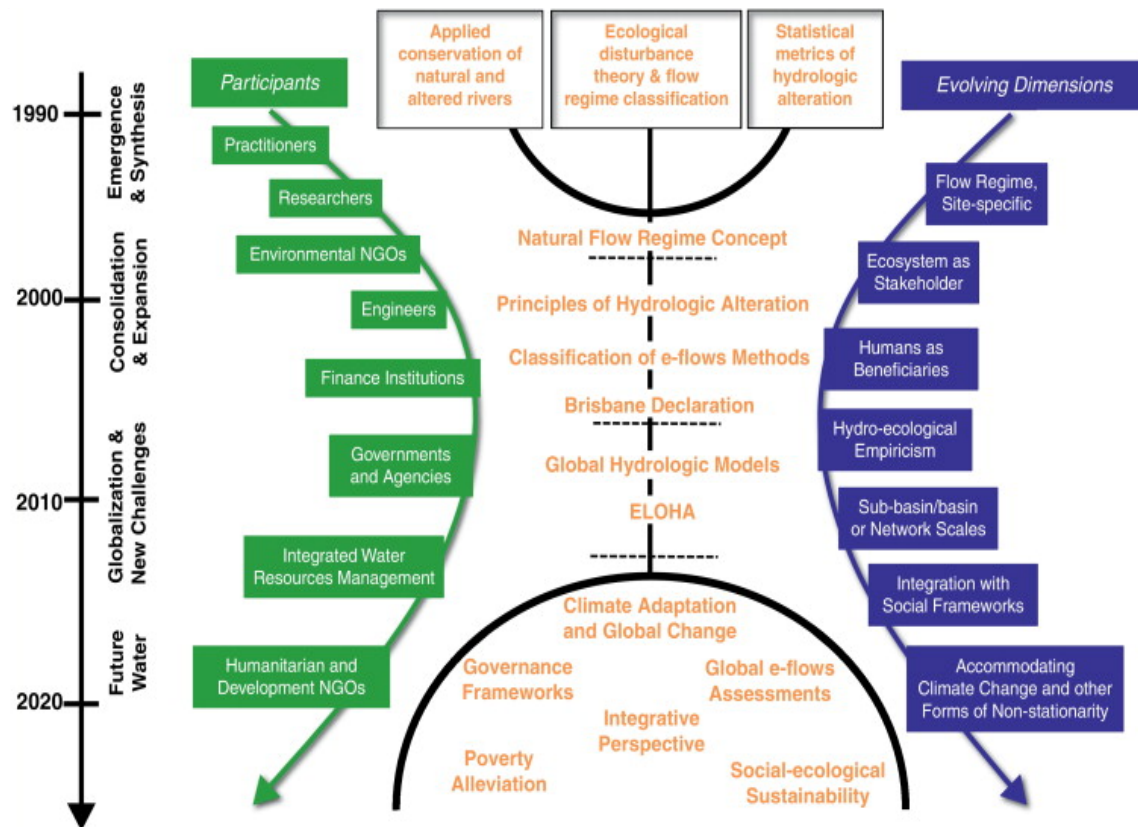 Participants
Applied
conservation of
natural and
altered rivers
Ecological
disturbance
theory & flow
regime classification
Statistical
metrics of
hydrologic
alteration
Evolving Dimensions
1990
2000
2010
2020
Emergence
& Synthesis
Consolidation
& Expansion
Globalization &
New Challenges
Future
Water
Practitioners
Researchers
Environmental NGOs
Engineers
Finance Institutions
Governments
and Agencies
Integrated Water
Resources Management
Humanitarian and
Development NGOs
Natural Flow Regime Concept
Principles of Hydrologic Alteration
Classification of e-flows Methods
Brisbane Declaration
Global Hydrologic Models
ELOHA
Climate Adaptation
and Global Change
Governance
Frameworks
Global e-flows
Assessments
Integrative
Perspective
Poverty
Alleviation
Social-ecological
Sustainability
Flow Regime,
Site-specific
Ecosystem as
Stakeholder
Humans as
Beneficiaries
Hydro-ecological
Empiricism
Sub-basin/basin
or Network Scales
Integration with
Social Frameworks
Accommodating
Climate Change and other
Forms of Non-stationarity